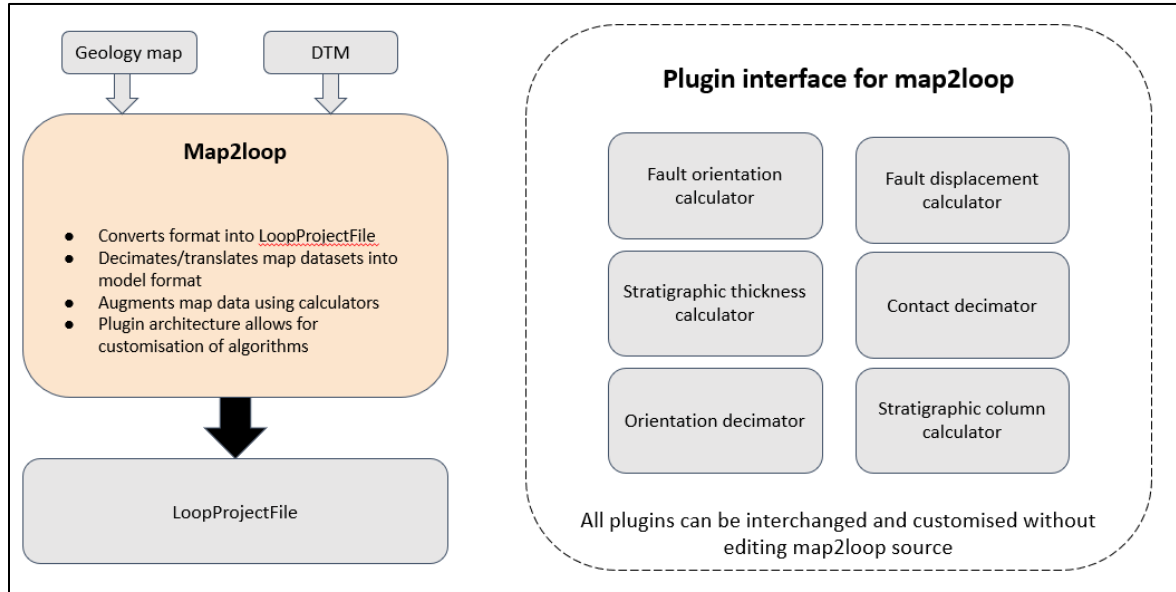 Geology map
DTM
Map2loop
● Converts format into LoopProjectFile
● Decimates/translates map datasets into
model format
● Augments map data using calculators
● Plugin architecture allows for
customisation of algorithms
LoopProjectFile
Plugin interface for map2loop
Fault orientation
calculator
Fault displacement
calculator
Stratigraphic thickness
calculator
Contact decimator
Orientation decimator
Stratigraphic column
calculator
All plugins can be interchanged and customised without
editing map2loop source